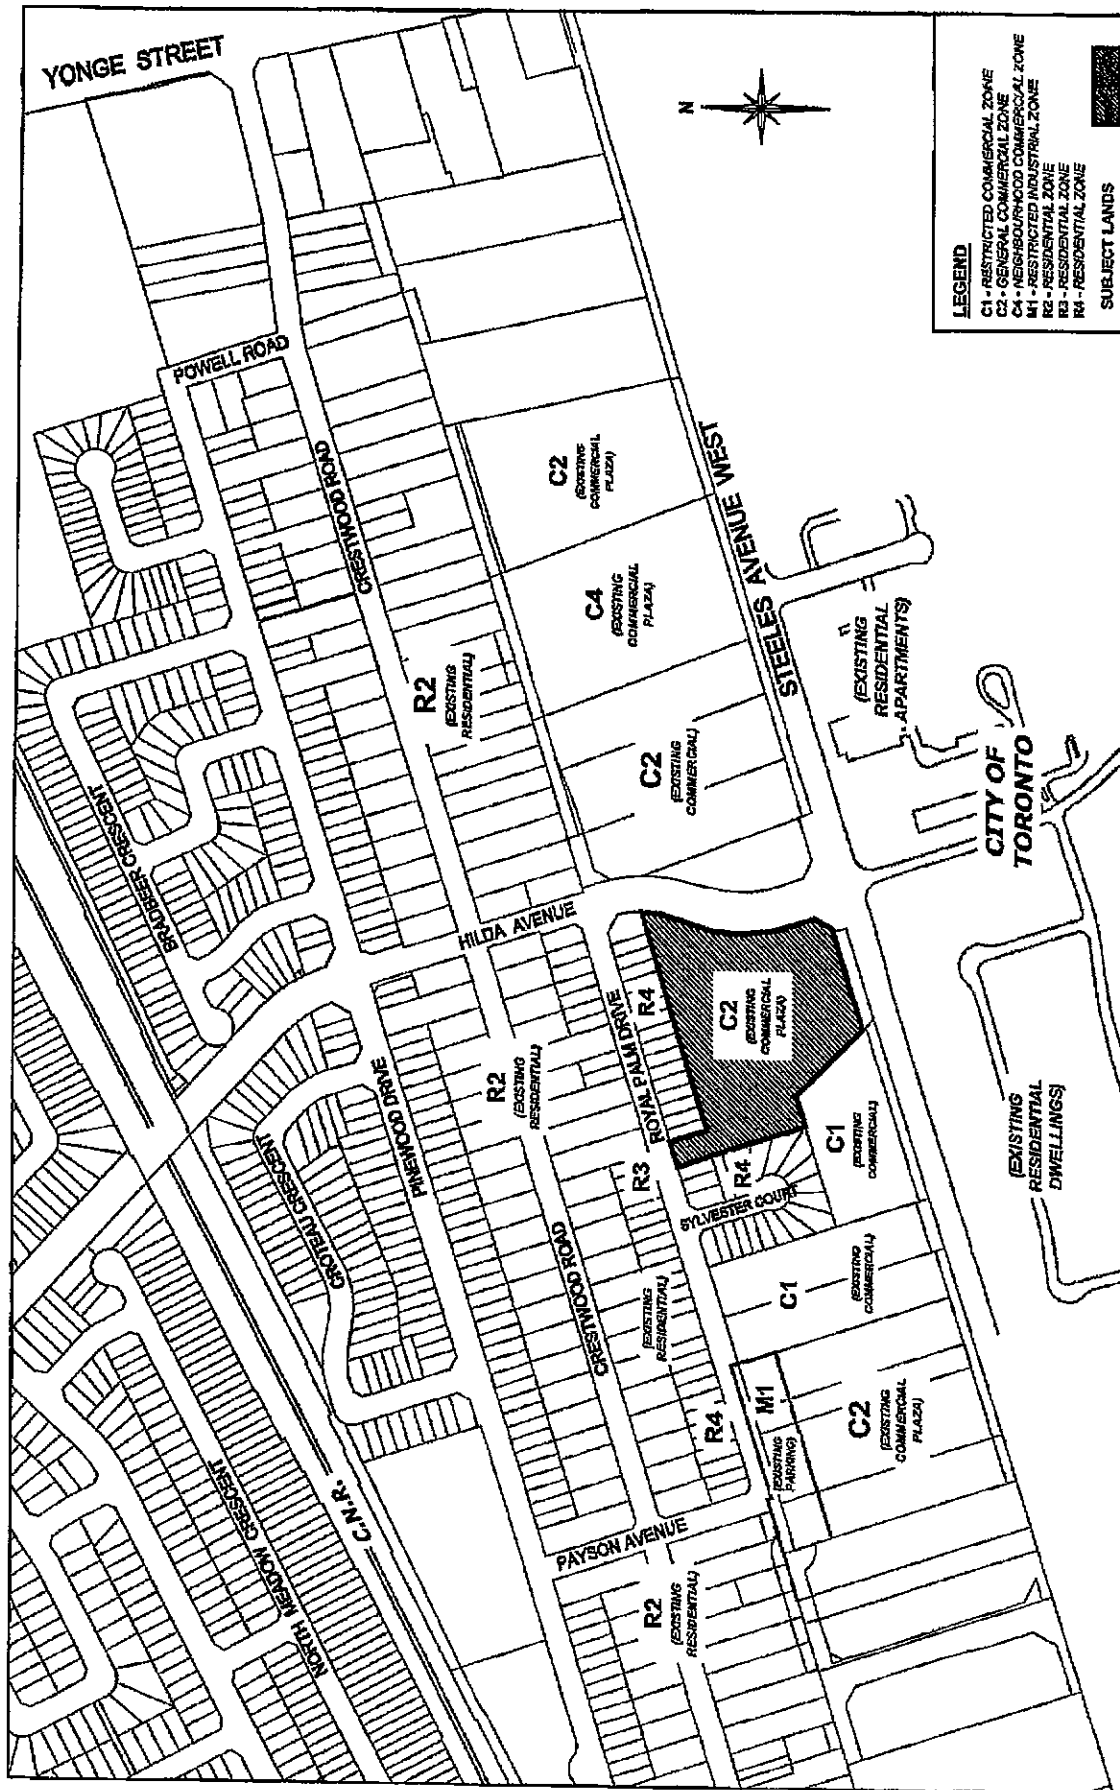 YONGE STREET
N
POWELL ROAD
CRESTWOOD ROAD
BRADBEER CRESCENT
C2
(EXISTING
COMMERCIAL
PLAZA)
C4
(EXISTING
COMMERCIAL
PLAZA)
R2
(EXISTING
RESIDENTIAL)
C2
(EXISTING
COMMERCIAL)
STEELES AVENUE WEST
(EXISTING
RESIDENTIAL
APARTMENTS)
CITY OF
TORONTO
HILDA AVENUE
R4
C2
(EXISTING
COMMERCIAL
PLAZA)
ROYAL PALM DRIVE
R2
(EXISTING
RESIDENTIAL)
PINEWOOD DRIVE
CROTEAU CRESCENT
R3
R4
SYLVESTER COURT
C1
(EXISTING
COMMERCIAL)
(EXISTING
RESIDENTIAL
DWELLINGS)
CRESTWOOD ROAD
(EXISTING
RESIDENTIAL)
C1
(EXISTING
COMMERCIAL)
R4
M1
(EXISTING
PARKING)
C2
(EXISTING
COMMERCIAL
PLAZA)
C.N.R.
NORTH MEADOW CRESCENT
PAYSON AVENUE
R2
(EXISTING
RESIDENTIAL)
LEGEND
C1 - RESTRICTED COMMERCIAL ZONE
C2 - GENERAL COMMERCIAL ZONE
C4 - NEIGHBOURHOOD COMMERCIAL ZONE
M1 - RESTRICTED INDUSTRIAL ZONE
R2 - RESIDENTIAL ZONE
R3 - RESIDENTIAL ZONE
R4 - RESIDENTIAL ZONE
SUBJECT LANDS